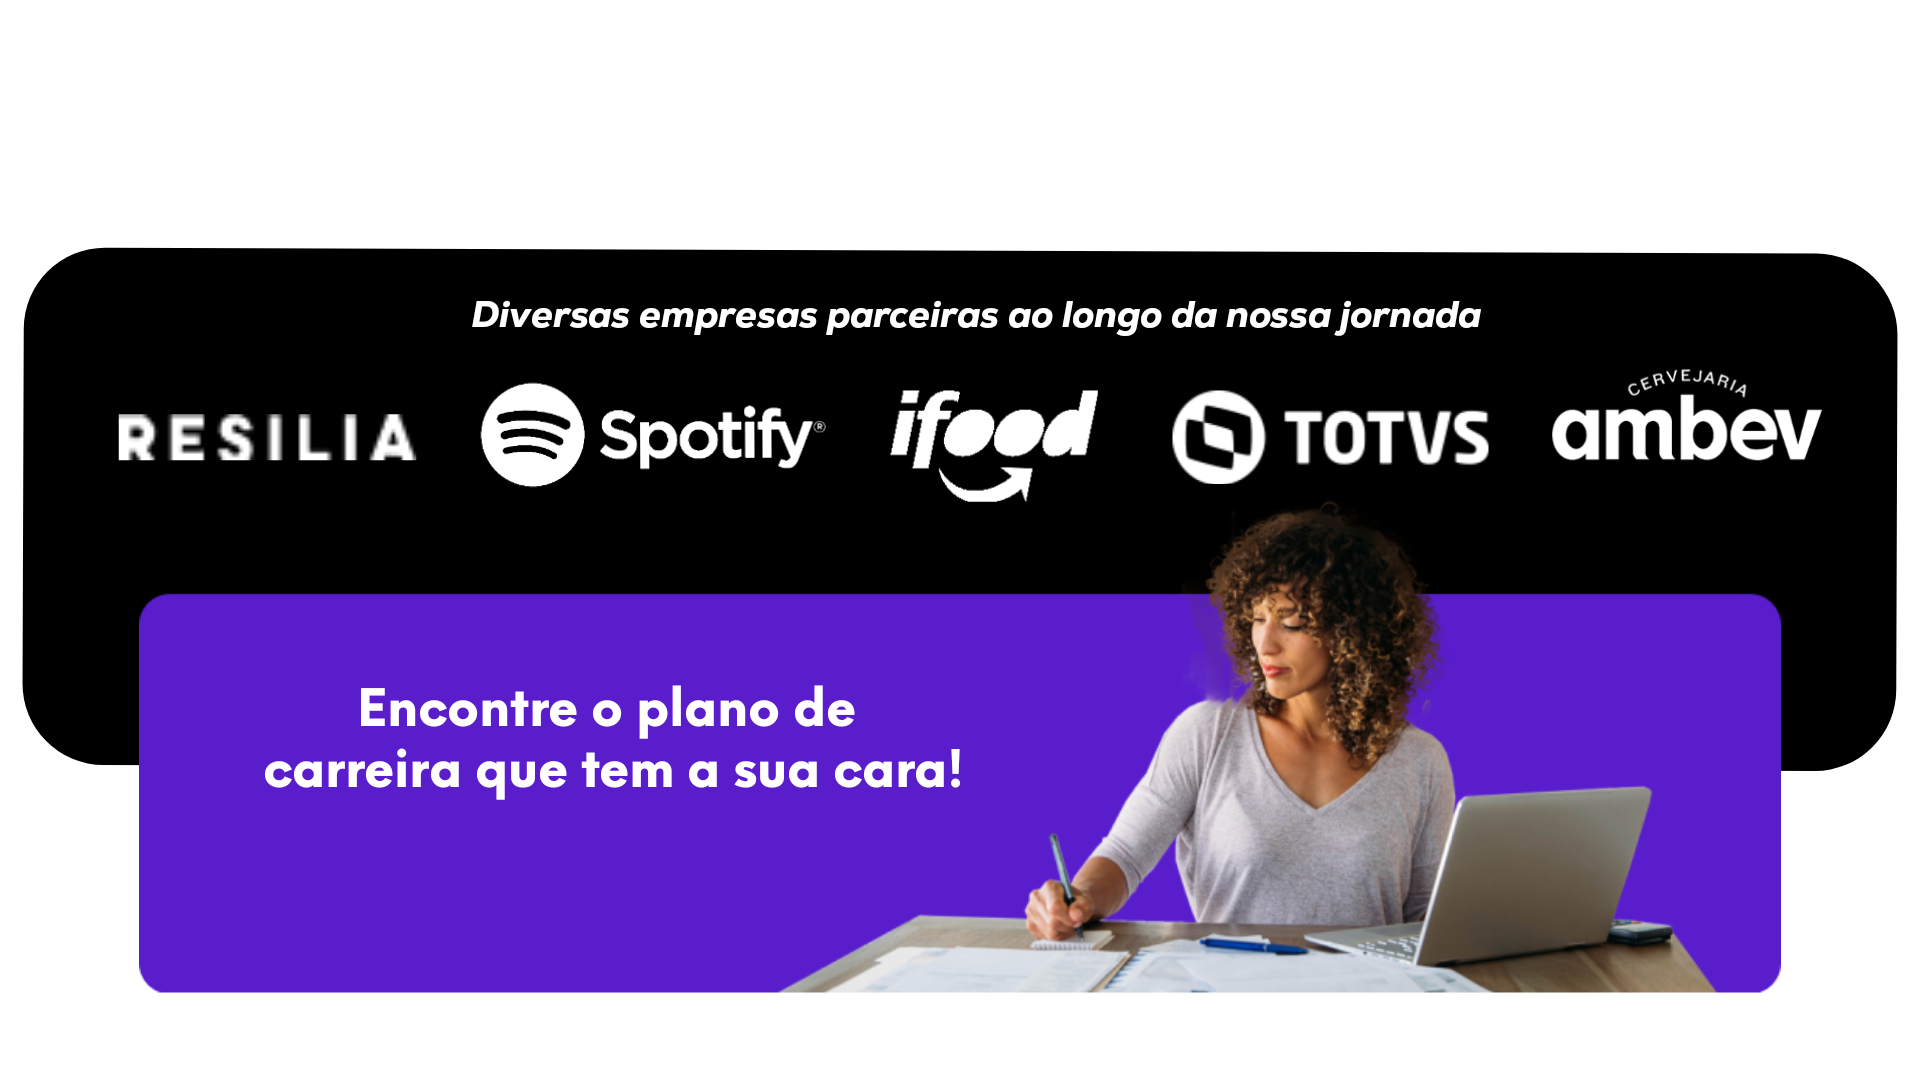 Diversas empresas parceiras ao longo da nossa jornada
RESILIA
Spotify®
ifood
TOTVS
CERVEJARIA
ambev
Encontre o plano de
carreira que tem a sua cara!